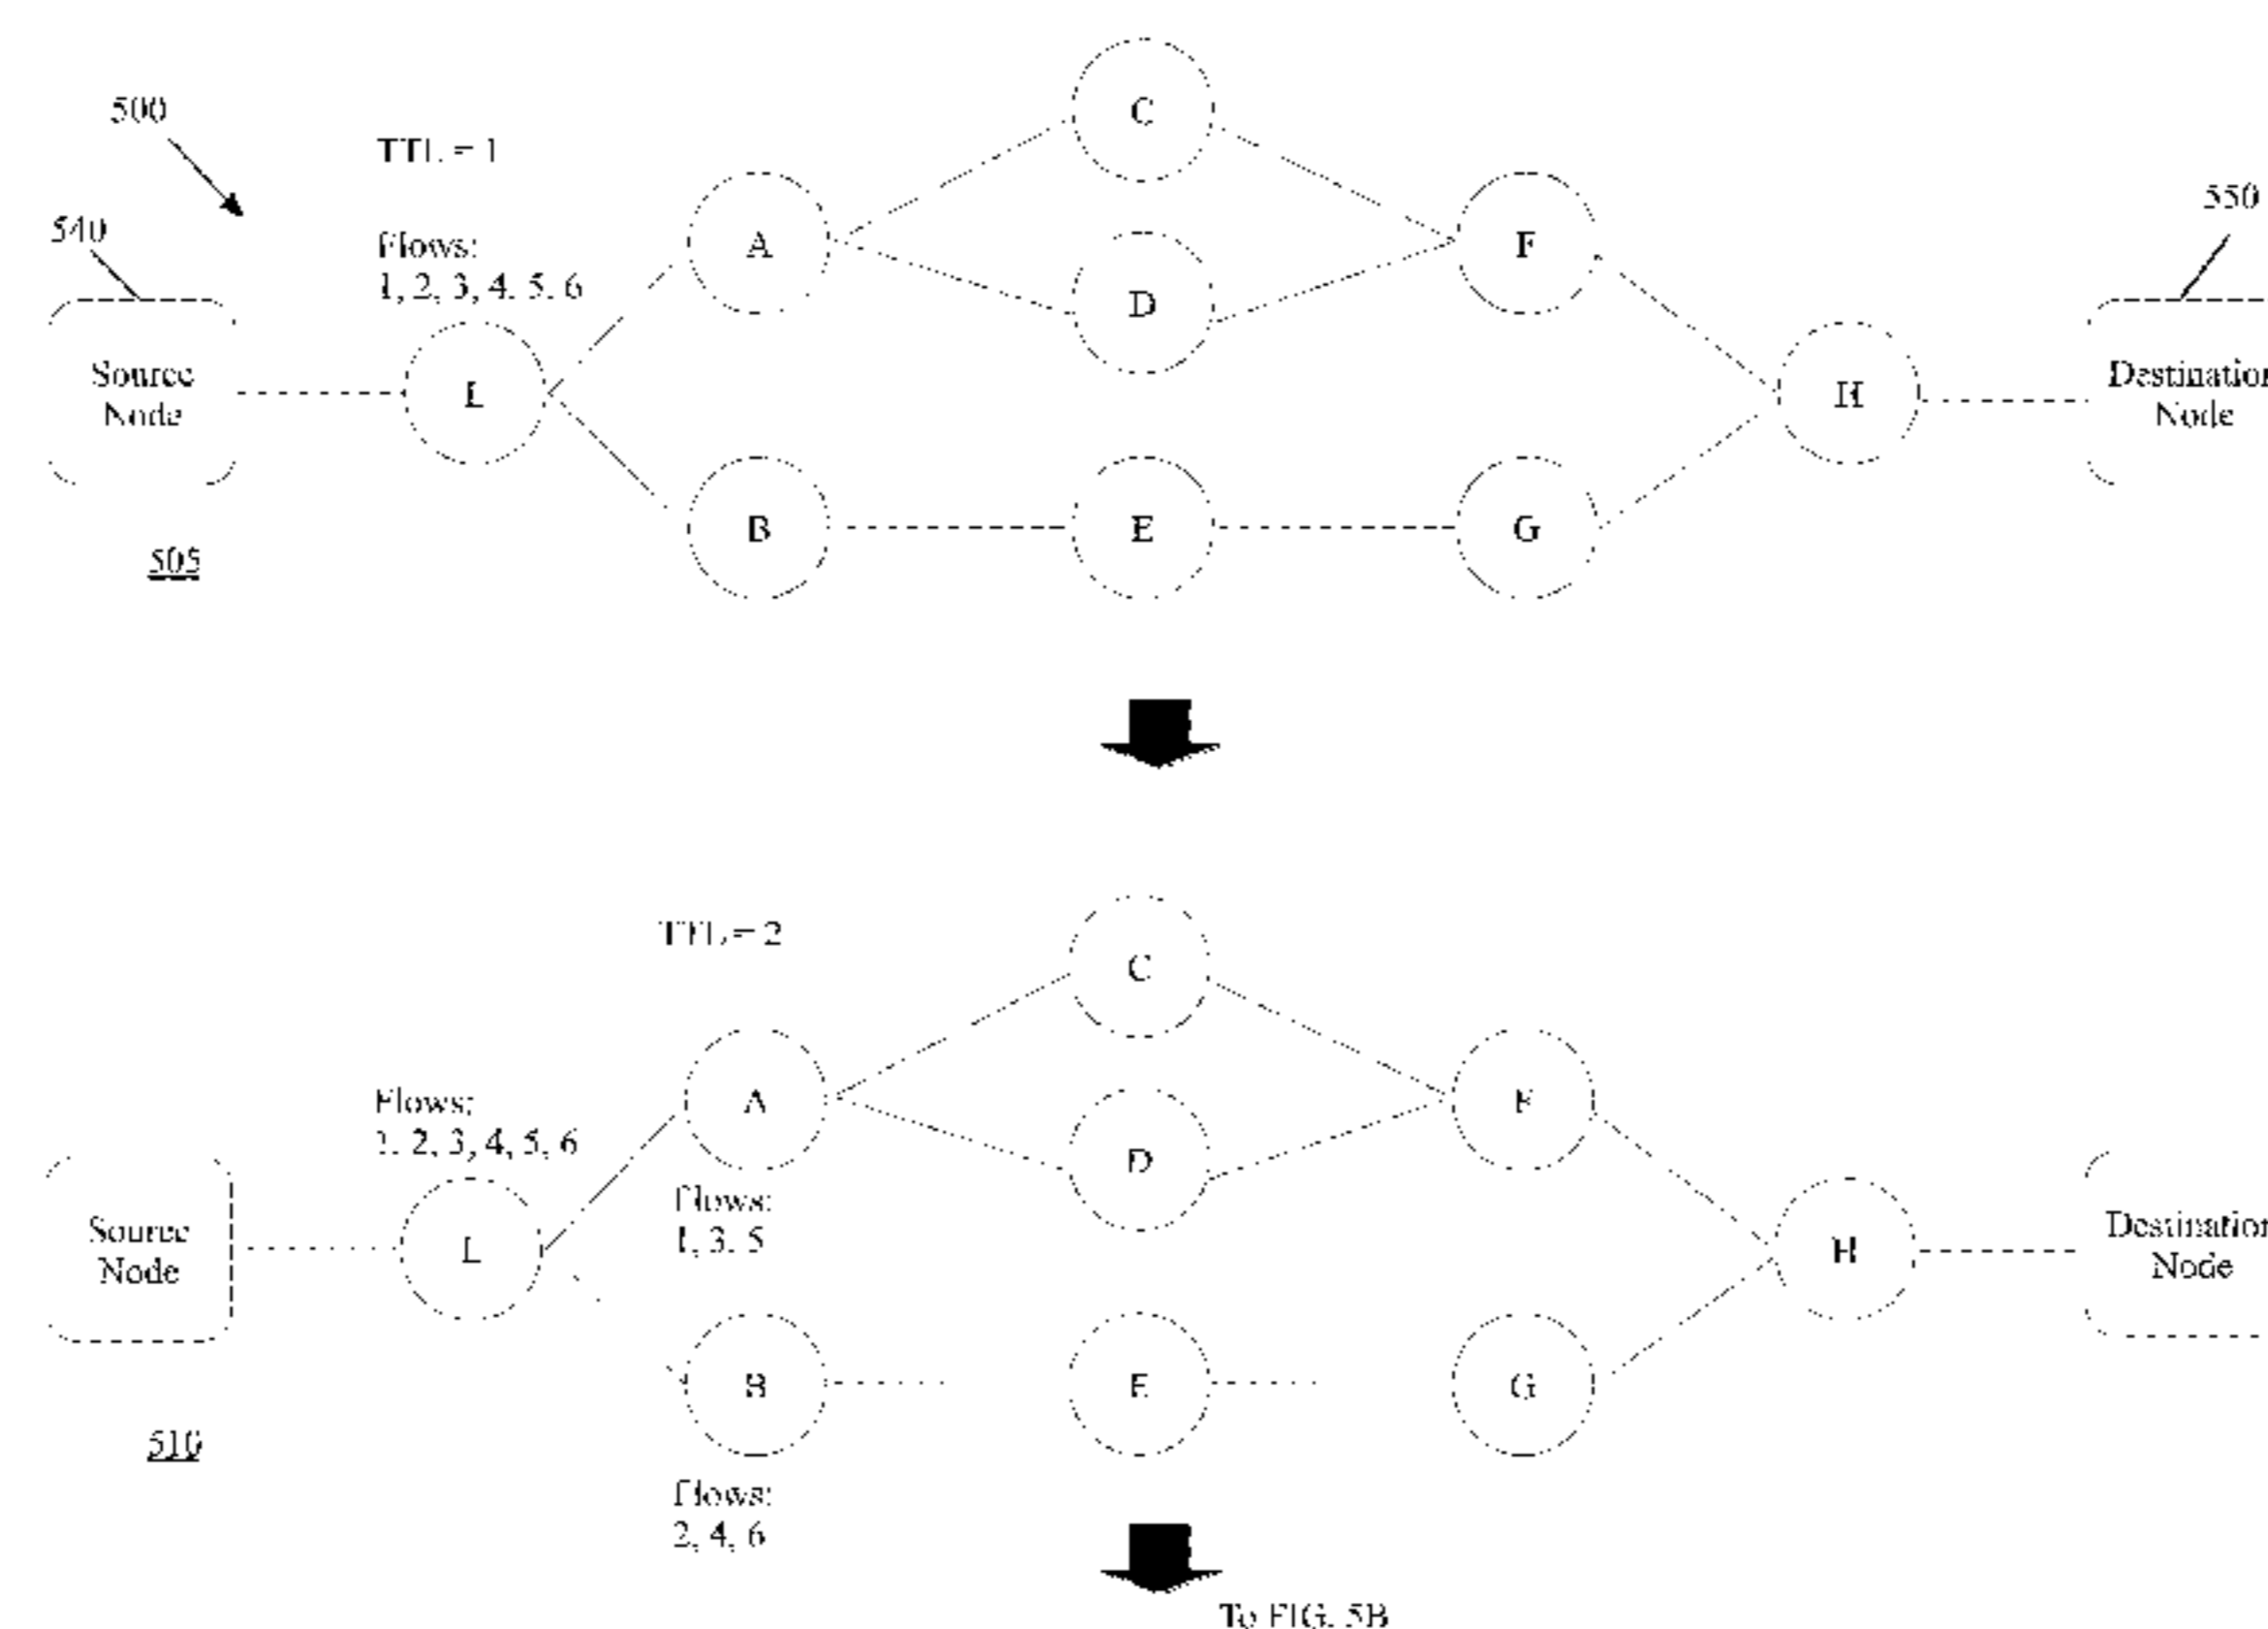 500
TTL = 1
C
540
550
Flows:
1, 2, 3, 4, 5, 6
A
F
D
Source
Node
L
H
Destination
Node
B
E
G
505
TTL = 2
C
Flows:
1, 2, 3, 4, 5, 6
A
F
D
Flows:
1, 3, 5
Source
Node
L
H
Destination
Node
B
E
G
510
Flows:
2, 4, 6
To FIG. 5B